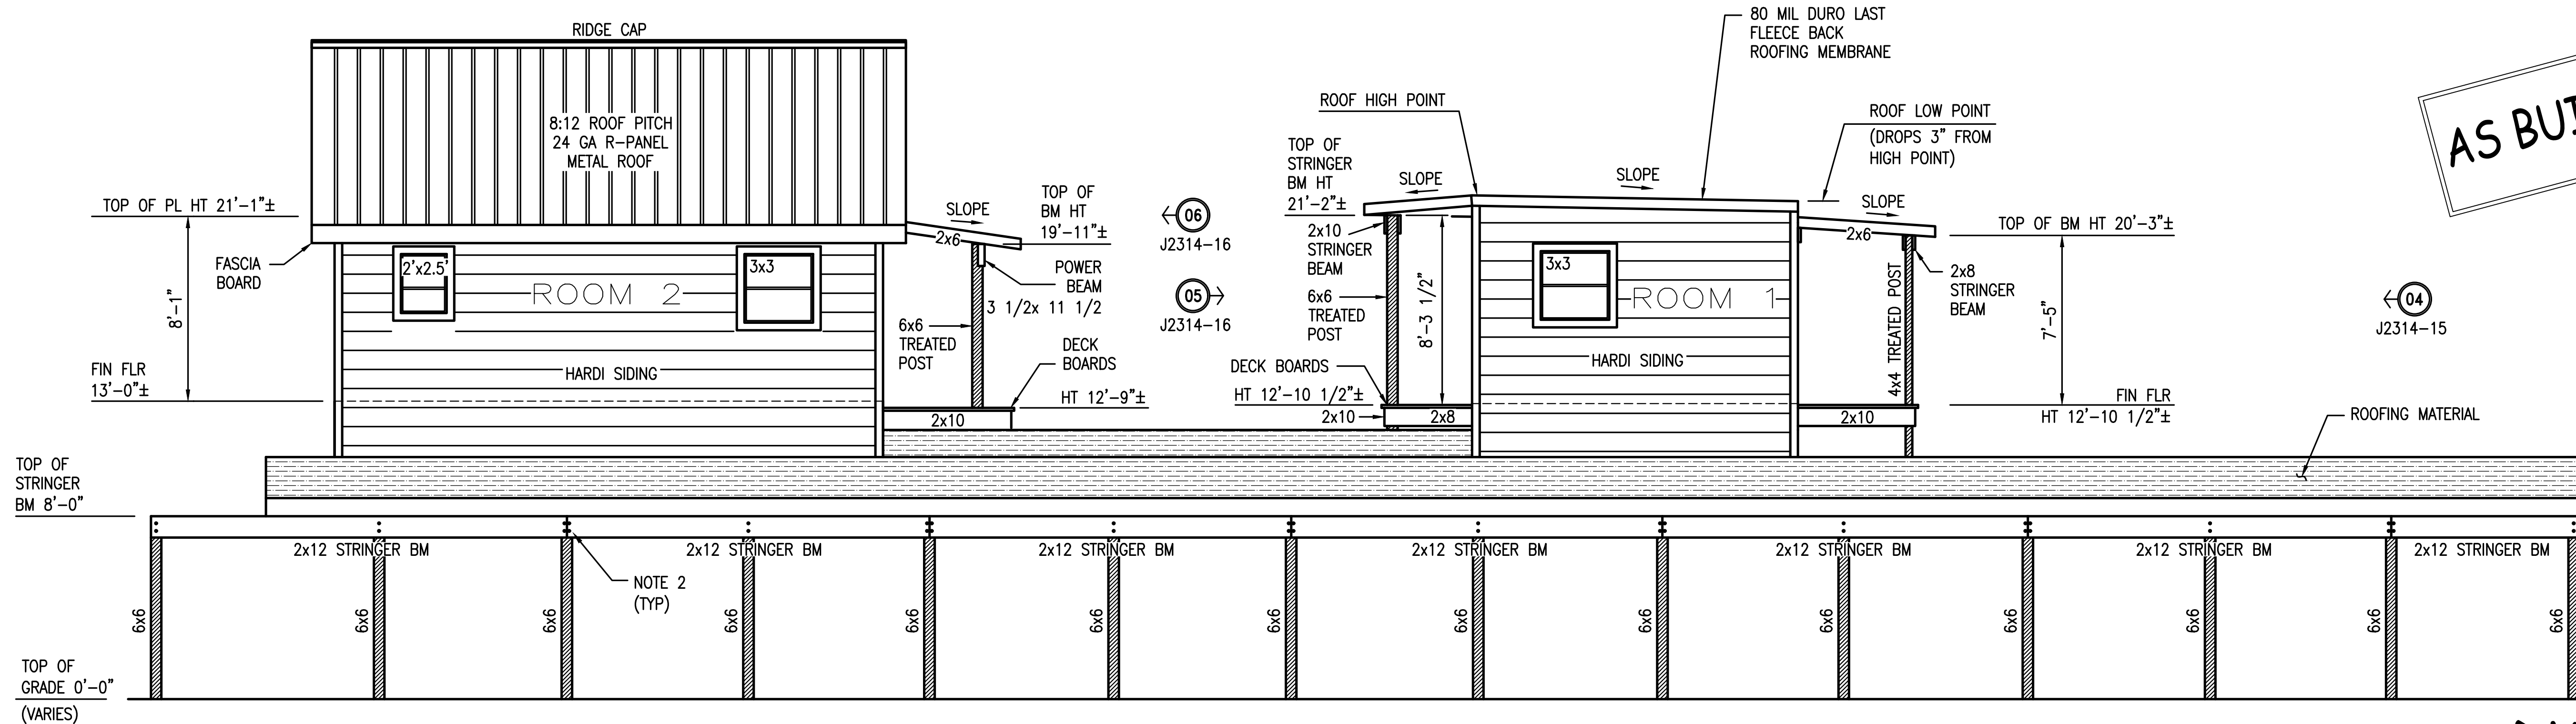 RIDGE CAP
8:12 ROOF PITCH
24 GA R-PANEL
METAL ROOF
TOP OF PL HT 21'-1"±
8'-1"
FIN FLR
13'-0"±
FASCIA
BOARD
2'x2.5'
ROOM 2
3x3
HARDI SIDING
SLOPE
2x6
TOP OF
BM HT
19'-11"±
POWER
BEAM
3 1/2x 11 1/2
6x6
TREATED
POST
DECK
BOARDS
HT 12'-9"±
2x10
06
J2314-16
05
J2314-16
80 MIL DURO LAST
FLEECE BACK
ROOFING MEMBRANE
ROOF HIGH POINT
TOP OF
STRINGER
BM HT
21'-2"±
SLOPE
SLOPE
ROOF LOW POINT
(DROPS 3" FROM
HIGH POINT)
SLOPE
2x6
2x10
STRINGER
BEAM
6x6
TREATED
POST
8'-3 1/2"
DECK BOARDS
HT 12'-10 1/2"±
2x10
2x8
3x3
ROOM 1
HARDI SIDING
4x4 TREATED POST
TOP OF BM HT 20'-3"±
2x8
STRINGER
BEAM
7'-5"
FIN FLR
HT 12'-10 1/2"±
2x10
04
J2314-15
ROOFING MATERIAL
TOP OF
STRINGER
BM 8'-0"
2x12 STRINGER BM
2x12 STRINGER BM
2x12 STRINGER BM
2x12 STRINGER BM
2x12 STRINGER BM
2x12 STRINGER BM
2x12 STRINGER BM
NOTE 2
(TYP)
6x6
6x6
6x6
6x6
6x6
6x6
6x6
6x6
6x6
6x6
6x6
6x6
6x6
6x6
TOP OF
GRADE 0'-0"
(VARIES)
AS BUI